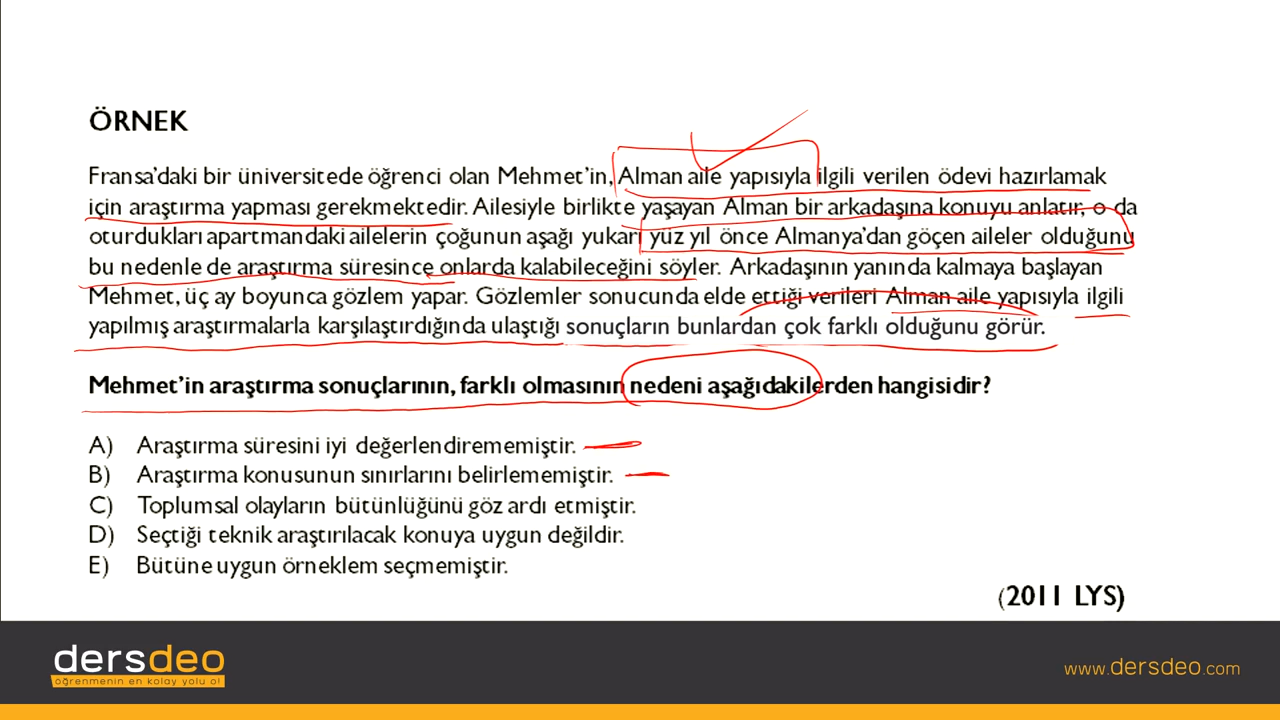 ÖRNEK
Fransa'daki bir üniversitede öğrenci olan Mehmet'in, Alman aile yapısıyla ilgili verilen ödevi hazırlamak
için araştırma yapması gerekmektedir. Ailesiyle birlikte yaşayan Alman bir arkadaşına konuyu anlatır, o da
oturdukları apartmandaki ailelerin çoğunun aşağı yukarı yüz yıl önce Almanya'dan göçen aileler olduğunu
bu nedenle de araştırma süresince onlarda kalabileceğini söyler. Arkadaşının yanında kalmaya başlayan
Mehmet, üç ay boyunca gözlem yapar. Gözlemler sonucunda elde ettiği verileri Alman aile yapısıyla ilgili
yapılmış araştırmalarla karşılaştırdığında ulaştığı sonuçların bunlardan çok farklı olduğunu görür.
Mehmet'in araştırma sonuçlarının, farklı olmasının nedeni aşağıdakilerden hangisidir?
A) Araştırma süresini iyi değerlendirememiştir.
B) Araştırma konusunun sınırlarını belirlememiştir.
C) Toplumsal olayların bütünlüğünü göz ardı etmiştir.
D) Seçtiği teknik araştırılacak konuya uygun değildir.
E) Bütüne uygun örneklem seçmemiştir.
(2011 LYS)
dersdeo
öğrenmenin en kolay yolu o!
www.dersdeo.com